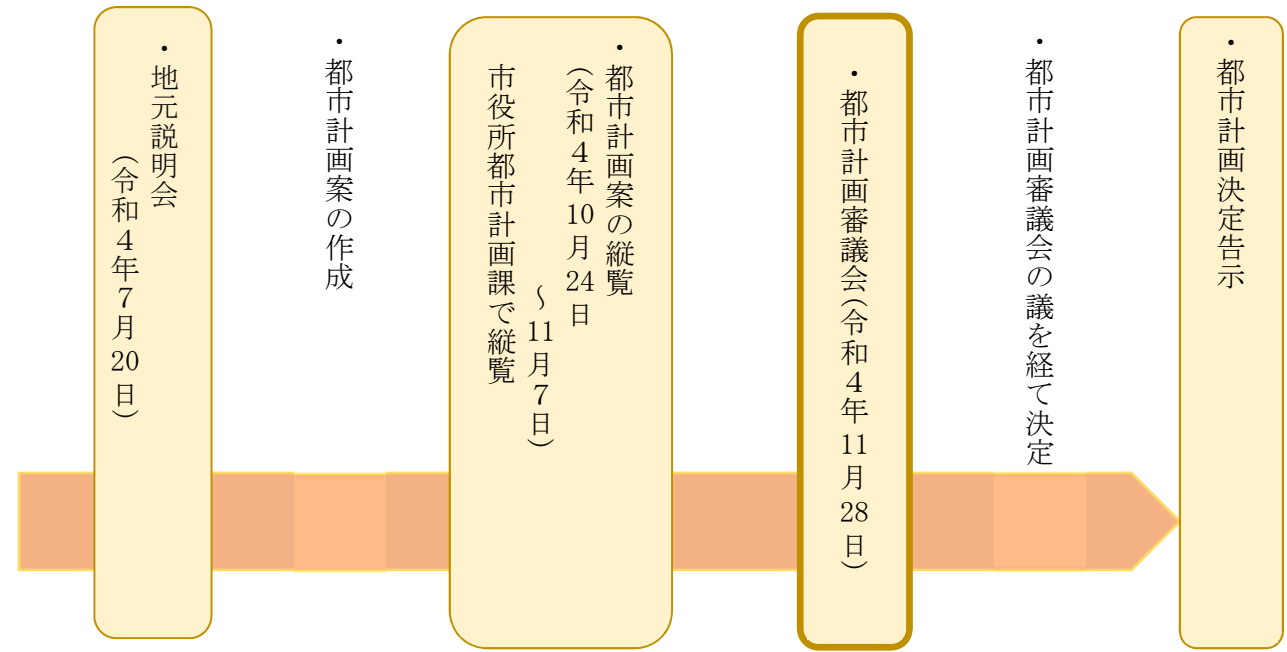 ・地元説明会
（令和４年７月20日）
・都市計画案の作成
・都市計画案の縦覧
（令和４年10月24日
～11月７日）
市役所都市計画課で縦覧
・都市計画審議会（令和４年11月28日）
・都市計画審議会の議を経て決定
・都市計画決定告示